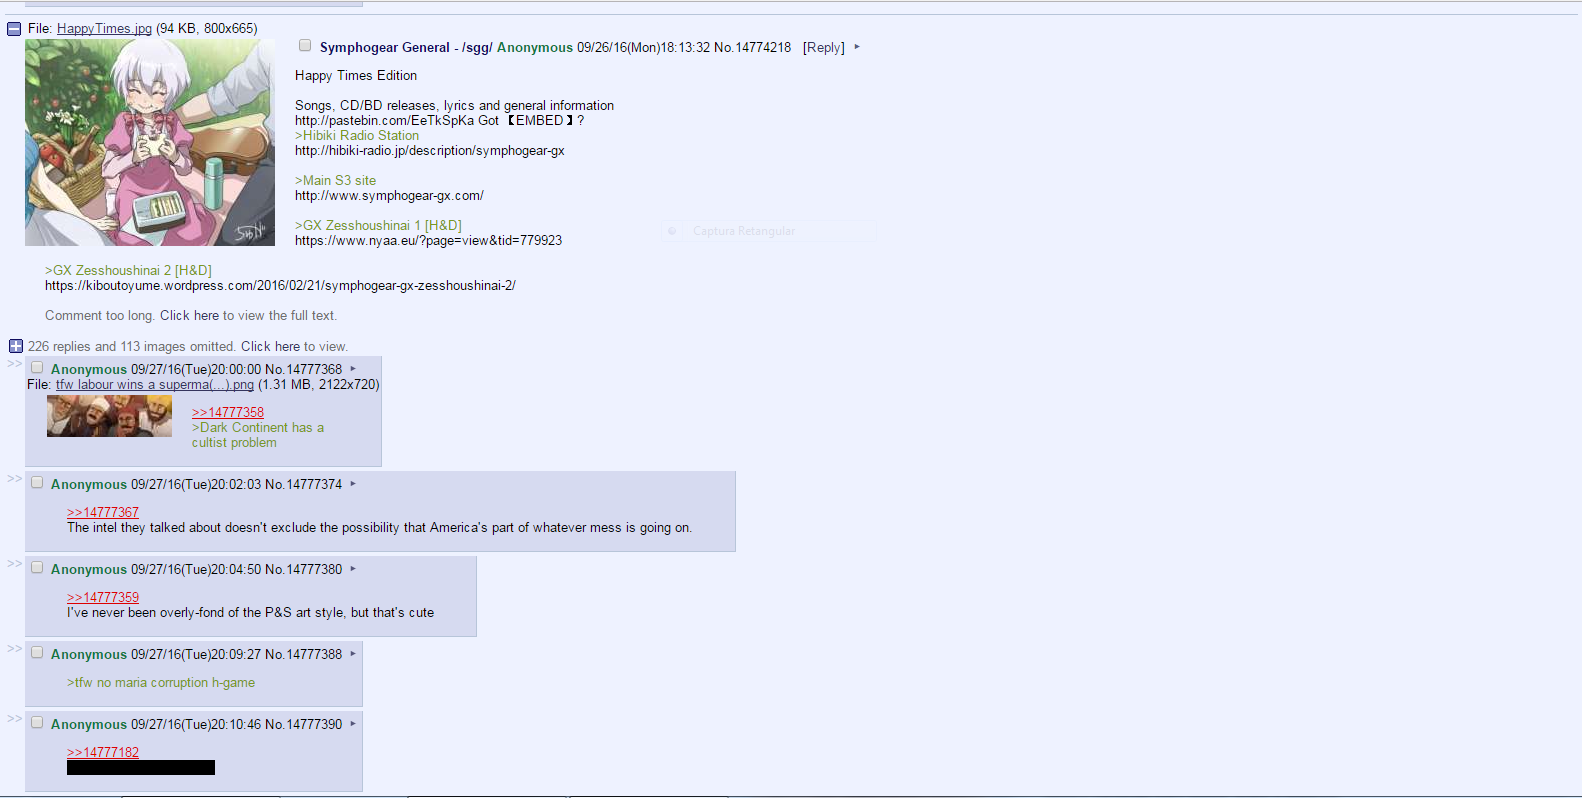 File: HappyTimes.jpg (94 KB, 800x665)
Symphogear General - /sgg/ Anonymous 09/26/16(Mon)18:13:32 No.14774218 [Reply] ▸
Happy Times Edition
Songs, CD/BD releases, lyrics and general information
http://pastebin.com/EeTkSpKa Got 【EMBED】?
>Hibiki Radio Station
http://hibiki-radio.jp/description/symphogear-gx
>Main S3 site
http://www.symphogear-gx.com/
>GX Zesshoushinai 1 [H&D]
https://www.nyaa.eu/?page=view&tid=779923
Captura Retangular
>GX Zesshoushinai 2 [H&D]
https://kiboutoyume.wordpress.com/2016/02/21/symphogear-gx-zesshoushinai-2/
Comment too long. Click here to view the full text.
226 replies and 113 images omitted. Click here to view.
>> Anonymous 09/27/16(Tue)20:00:00 No.14777368 ▸
File: tfw labour wins a superma(...).png (1.31 MB, 2122x720)
>>14777358
>Dark Continent has a
cultist problem
>> Anonymous 09/27/16(Tue)20:02:03 No.14777374 ▸
>>14777367
The intel they talked about doesn't exclude the possibility that America's part of whatever mess is going on.
>> Anonymous 09/27/16(Tue)20:04:50 No.14777380 ▸
>>14777359
I've never been overly-fond of the P&S art style, but that's cute
>> Anonymous 09/27/16(Tue)20:09:27 No.14777388 ▸
>tfw no maria corruption h-game
>> Anonymous 09/27/16(Tue)20:10:46 No.14777390 ▸
>>14777182